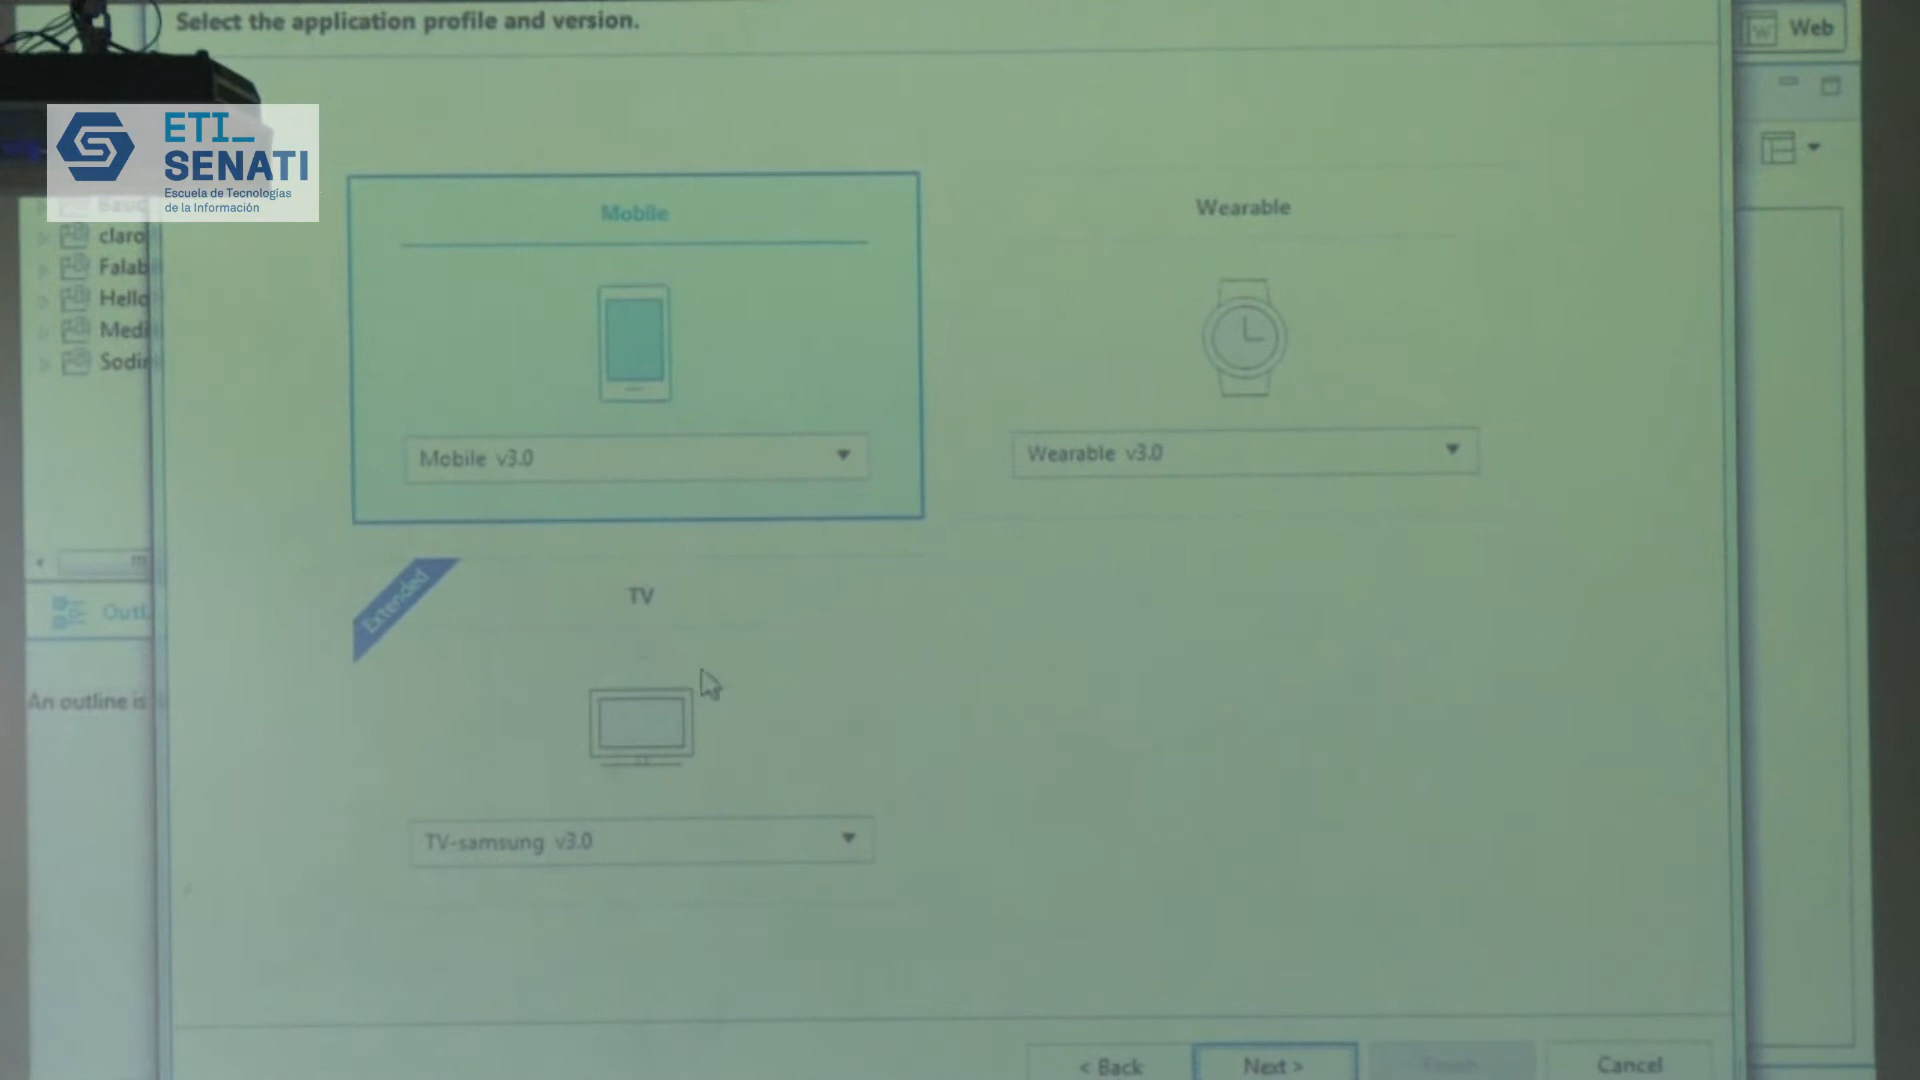 Select the application profile and version.
Web
ETI_
SENATI
Escuela de Tecnologías
de la Información
claro
Falab
Hello
Medi
Sodi
Outl
An outline is
Mobile
Mobile v3.0
Wearable
Wearable v3.0
Extended
TV
TV-samsung v3.0
< Back
Next >
Finish
Cancel